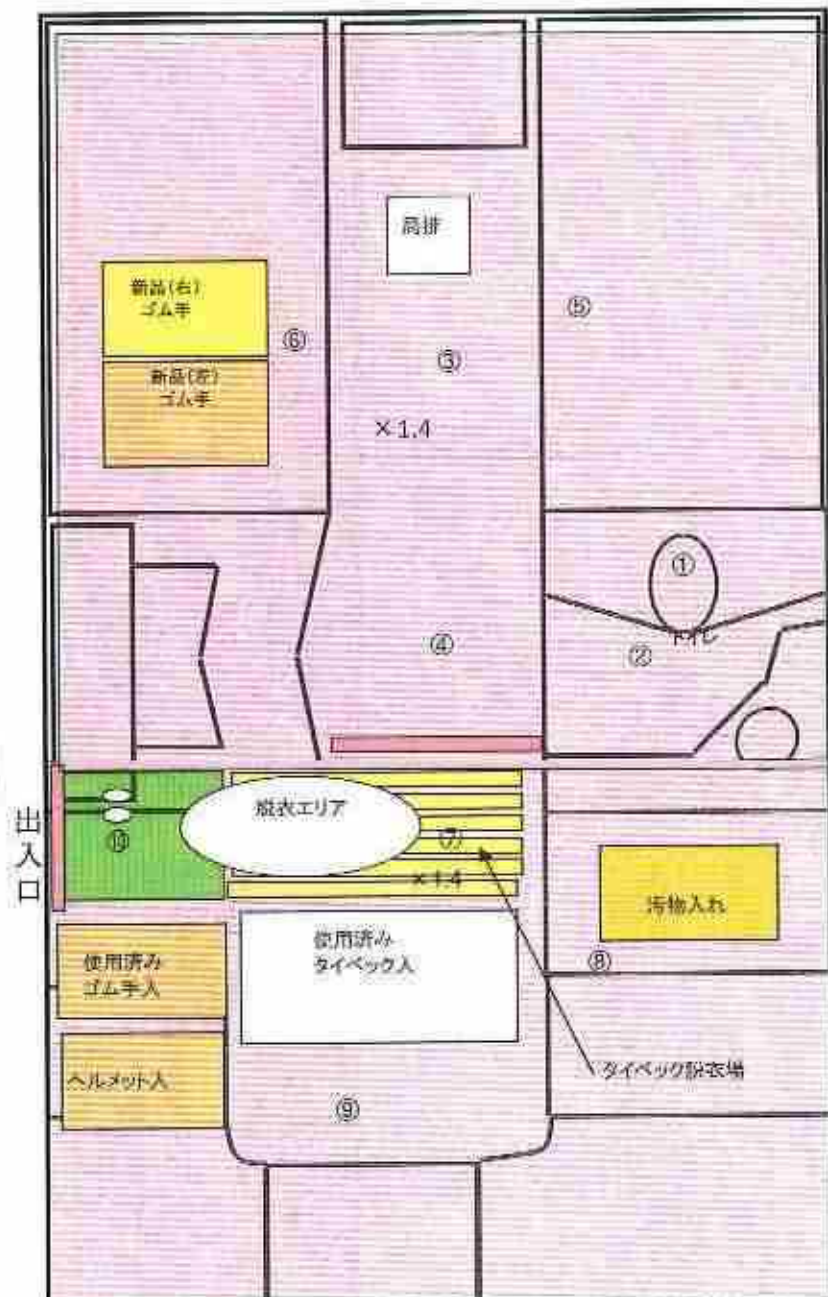 局排
新品(右)
ゴム手
⑤
⑥
③
新品(左)
ゴム手
×1.4
①
トイレ
④
②
脱衣エリア
出入口
⑩
⑦
×1.4
汚物入れ
使用済み
タイベック入
使用済み
ゴム手入
⑧
タイベック脱衣場
ヘルメット入
⑨